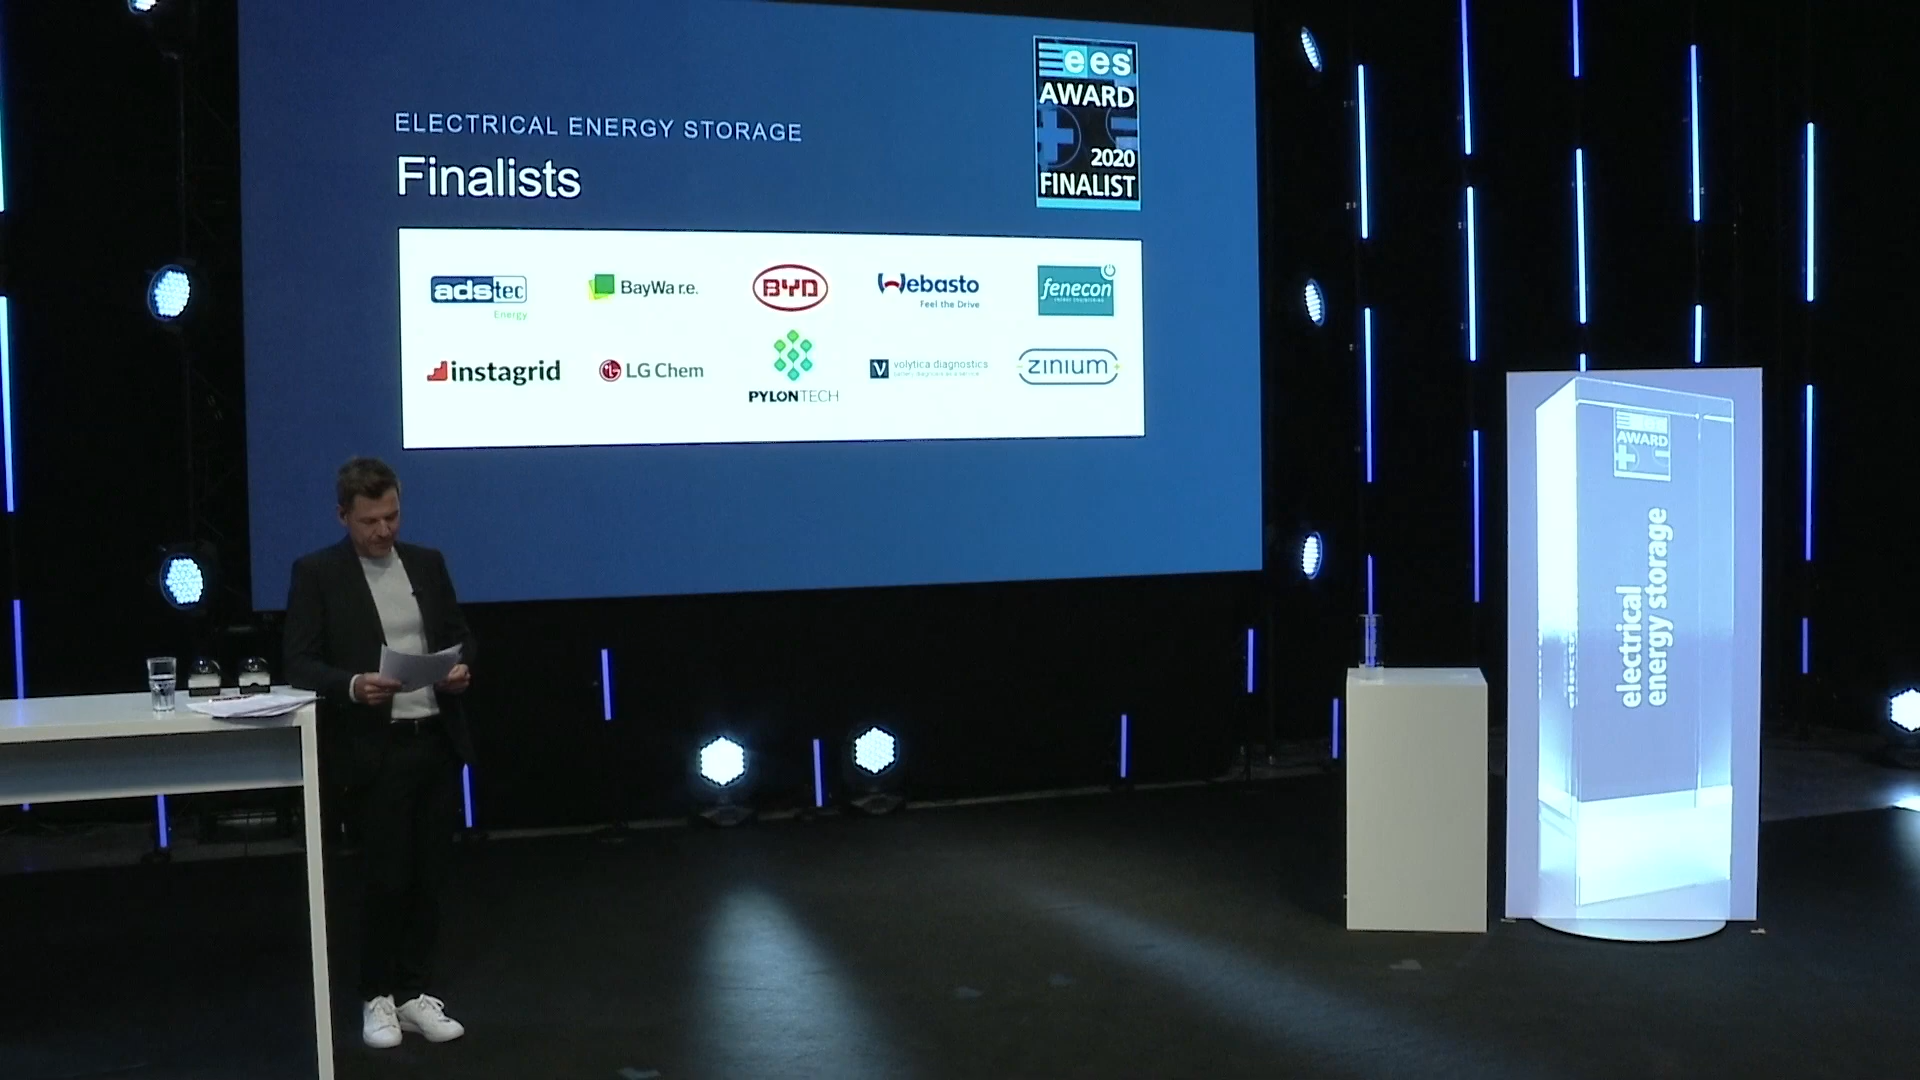 ees
AWARD
2020
FINALIST
ELECTRICAL ENERGY STORAGE
Finalists
adstec
Energy
BayWa r.e.
BYD
Webasto
Feel the Drive
fenecon
instagrid
LG Chem
PYLONTECH
volytica diagnostics
zinium
AWARD
electrical
energy storage